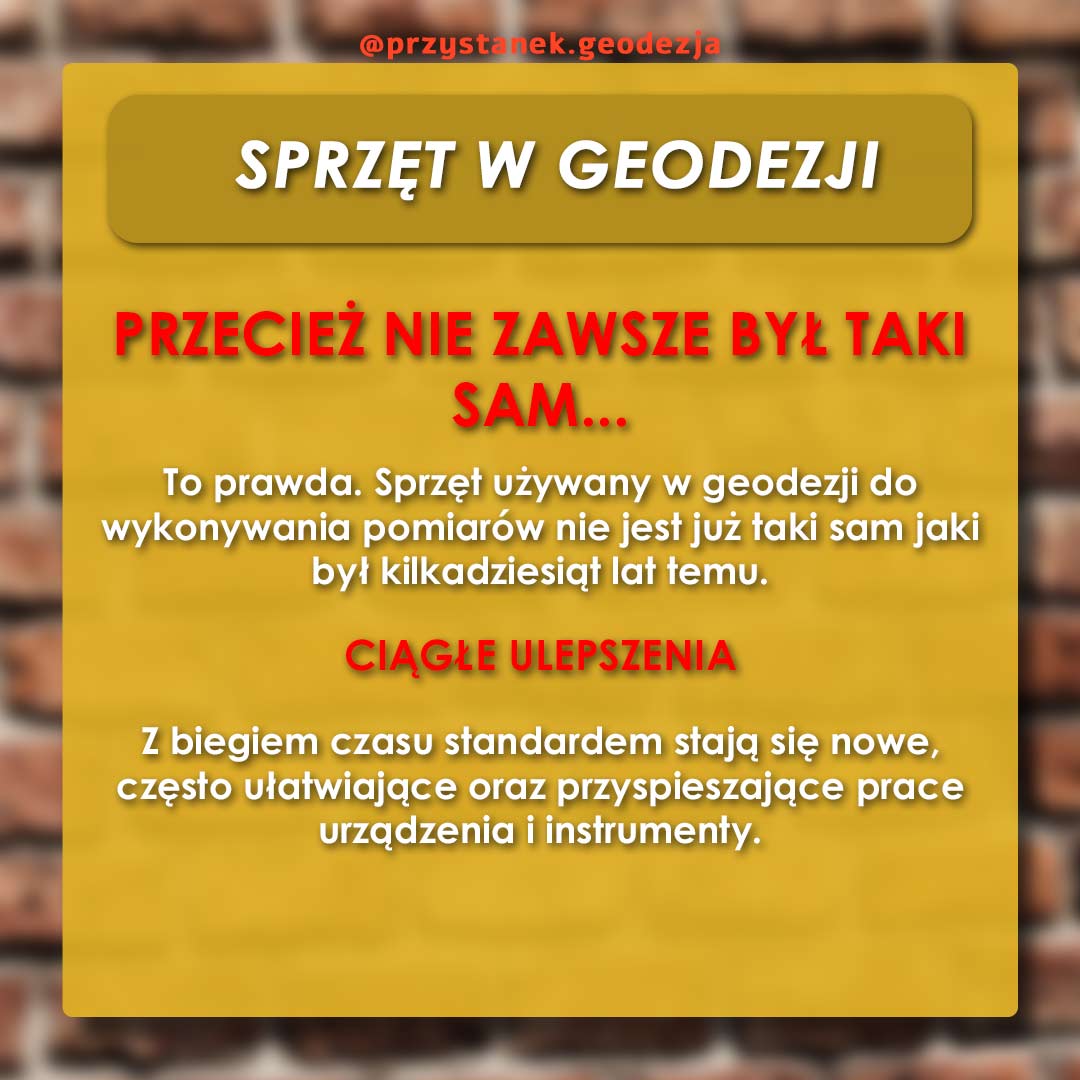 @przystanek.geodezja
SPRZĘT W GEODEZJI
PRZECIEŻ NIE ZAWSZE BYŁ TAKI
SAM...
To prawda. Sprzęt używany w geodezji do
wykonywania pomiarów nie jest już taki sam jaki
był kilkadziesiąt lat temu.
CIĄGŁE ULEPSZENIA
Z biegiem czasu standardem stają się nowe,
często ułatwiające oraz przyspieszające prace
urządzenia i instrumenty.